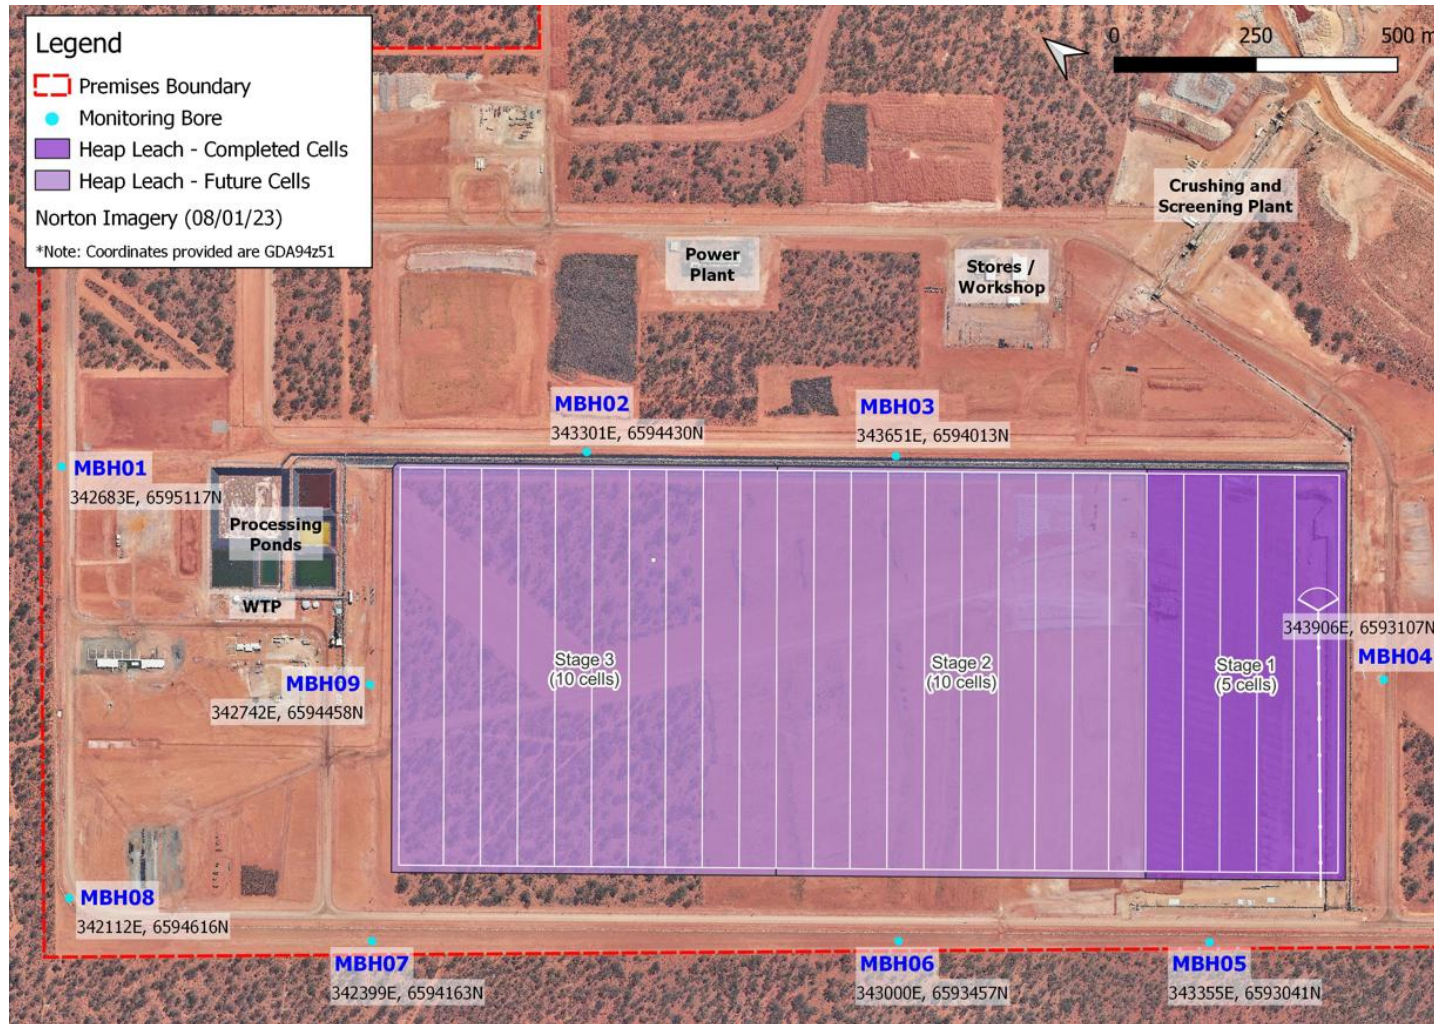 Legend
Premises Boundary
Monitoring Bore
Heap Leach - Completed Cells
Heap Leach - Future Cells
Norton Imagery (08/01/23)
*Note: Coordinates provided are GDA94z51
0 250 500 m
Crushing and
Screening Plant
Power
Plant
Stores /
Workshop
MBH02
343301E, 6594430N
MBH03
343651E, 6594013N
MBH01
342683E, 6595117N
Processing
Ponds
WTP
MBH09
342742E, 6594458N
Stage 3
(10 cells)
Stage 2
(10 cells)
Stage 1
(5 cells)
343906E, 6593107N
MBH04
MBH08
342112E, 6594616N
MBH07
342399E, 6594163N
MBH06
343000E, 6593457N
MBH05
343355E, 6593041N